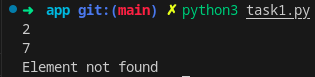 ➜ app git:(main) ✗ python3 task1.py
2
7
Element not found